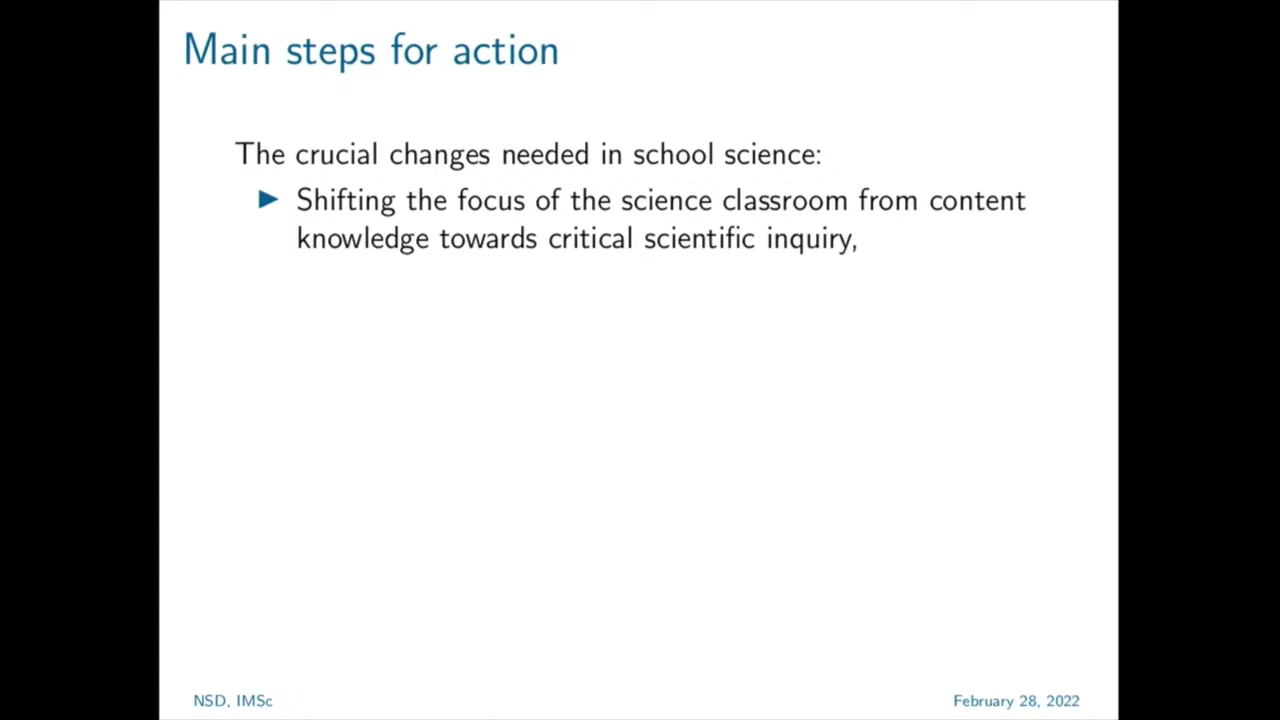 Main steps for action
The crucial changes needed in school science:
▶ Shifting the focus of the science classroom from content
knowledge towards critical scientific inquiry,
NSD, IMSc
February 28, 2022